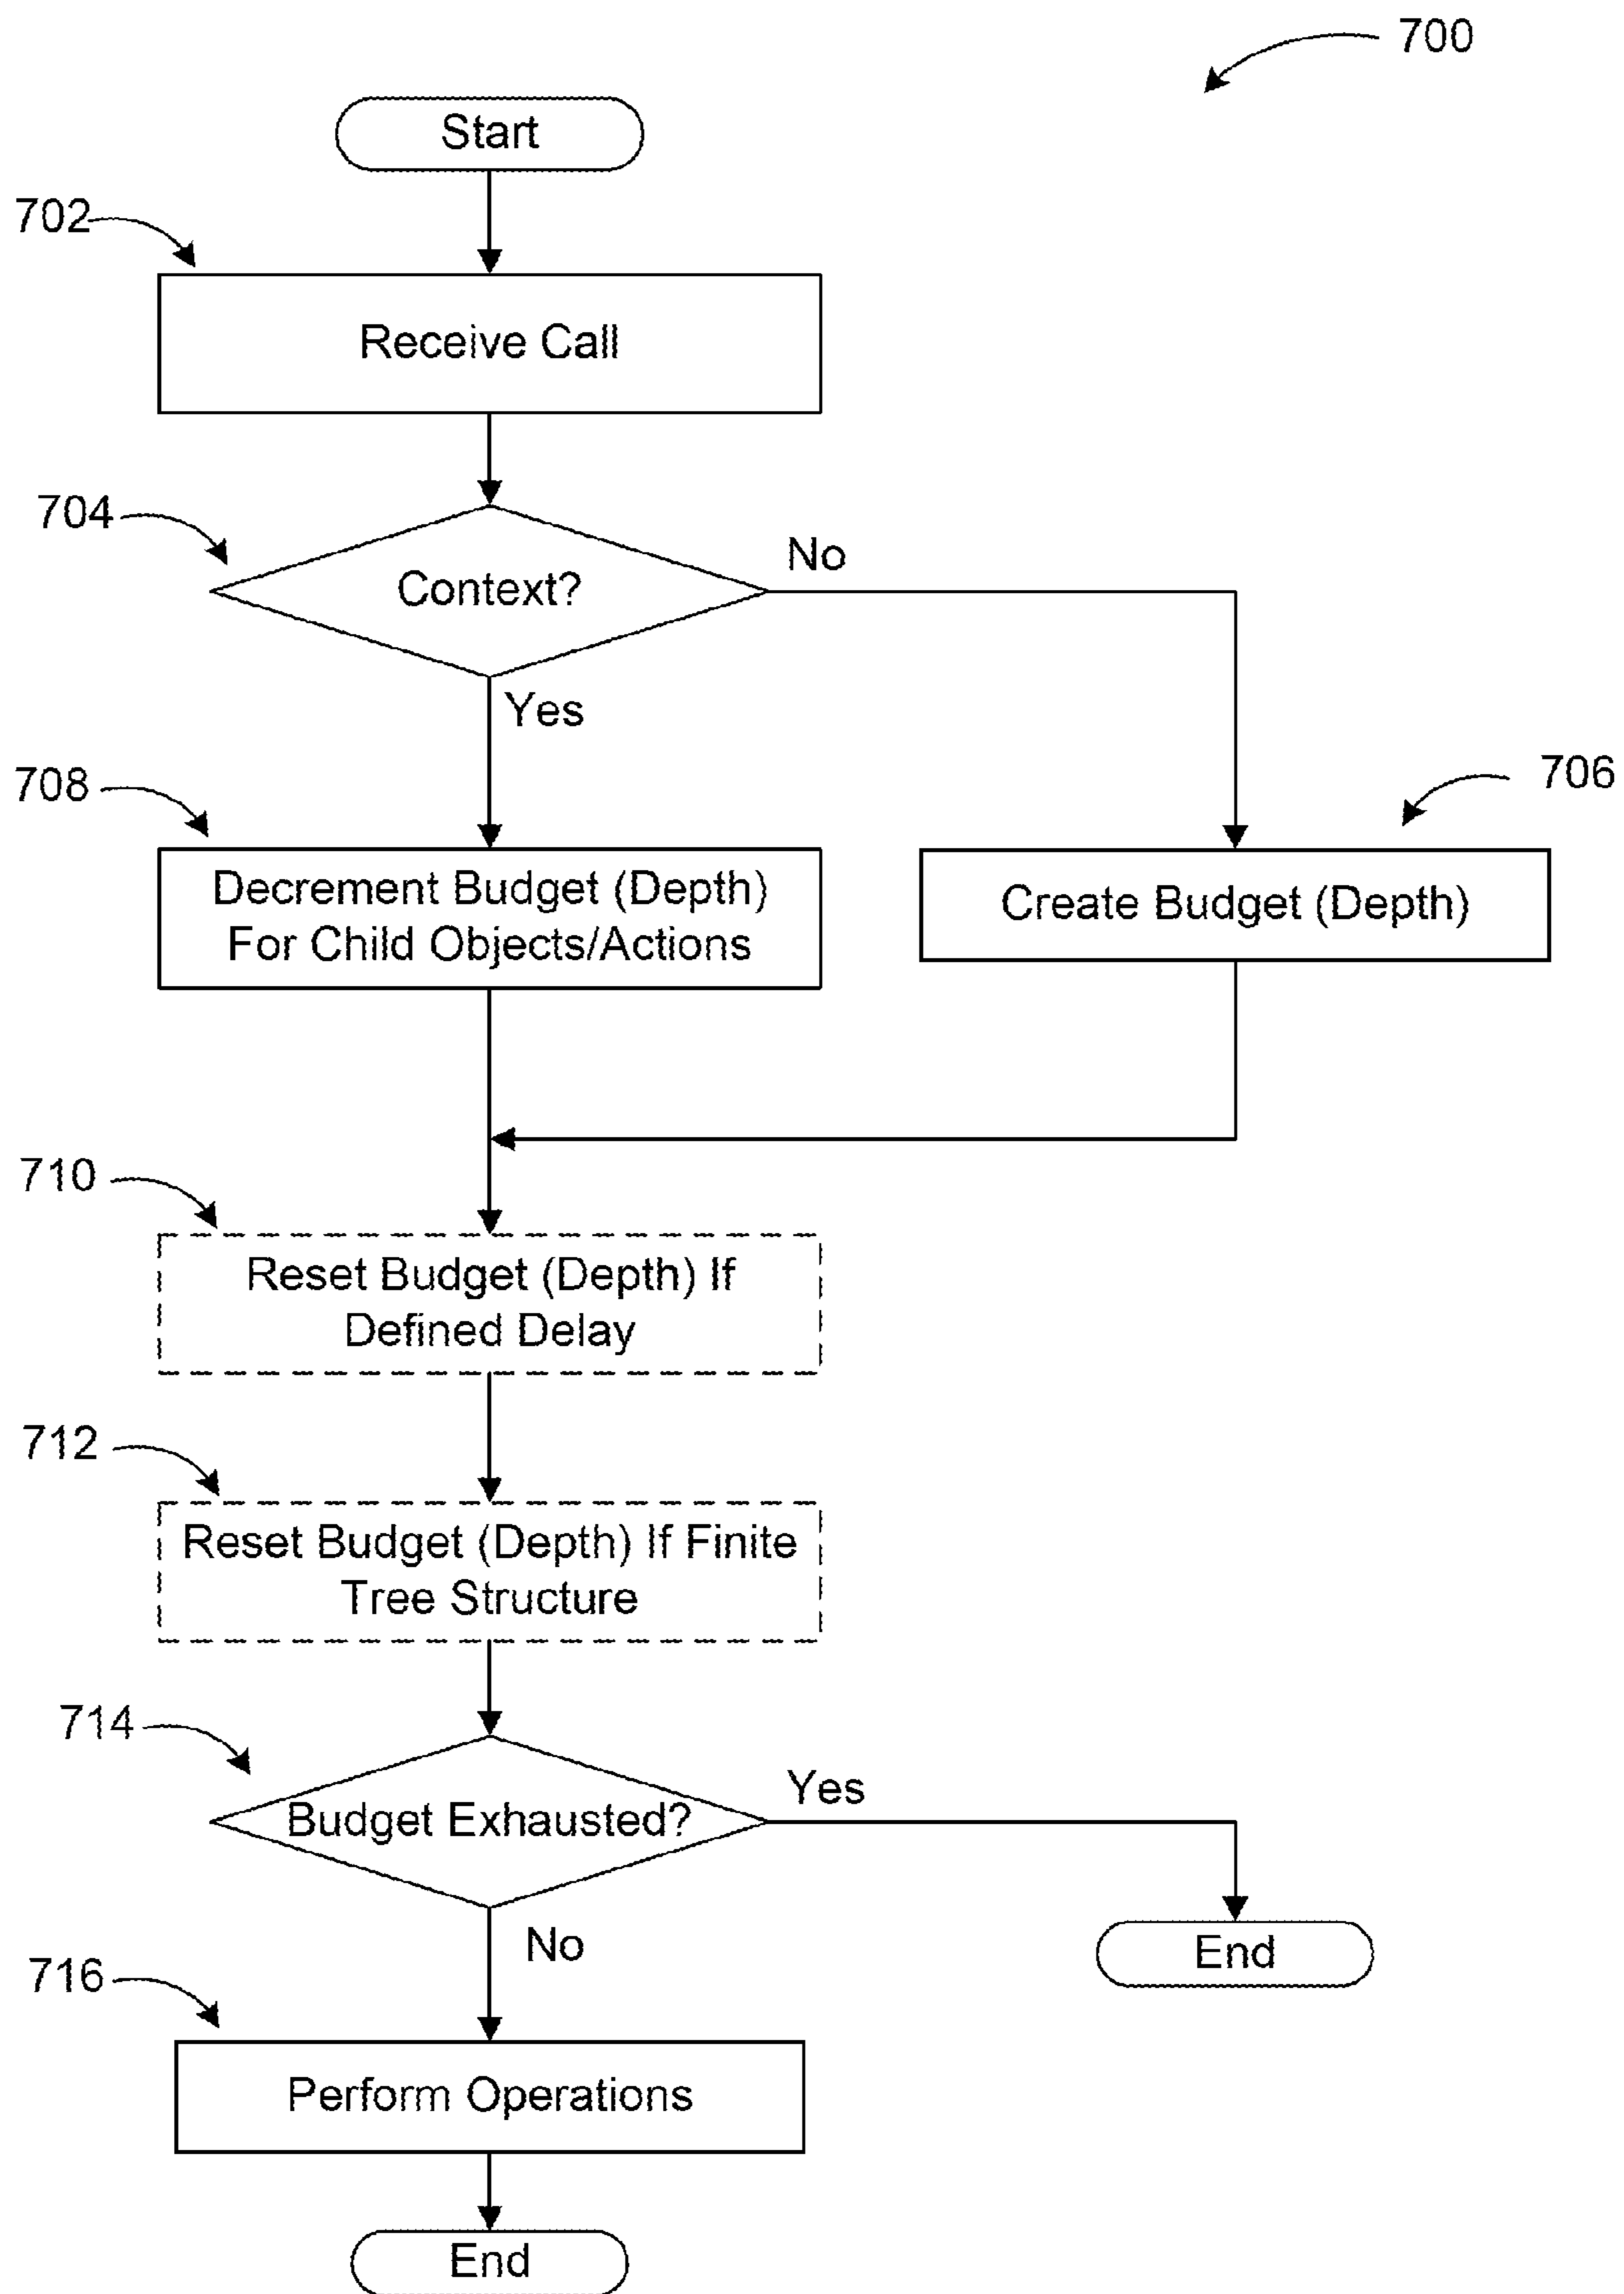 700
Start
702
Receive Call
704
Context?
No
Yes
708
706
Decrement Budget (Depth)
For Child Objects/Actions
Create Budget (Depth)
710
Reset Budget (Depth) If
Defined Delay
712
Reset Budget (Depth) If Finite
Tree Structure
714
Budget Exhausted?
Yes
No
End
716
Perform Operations
End